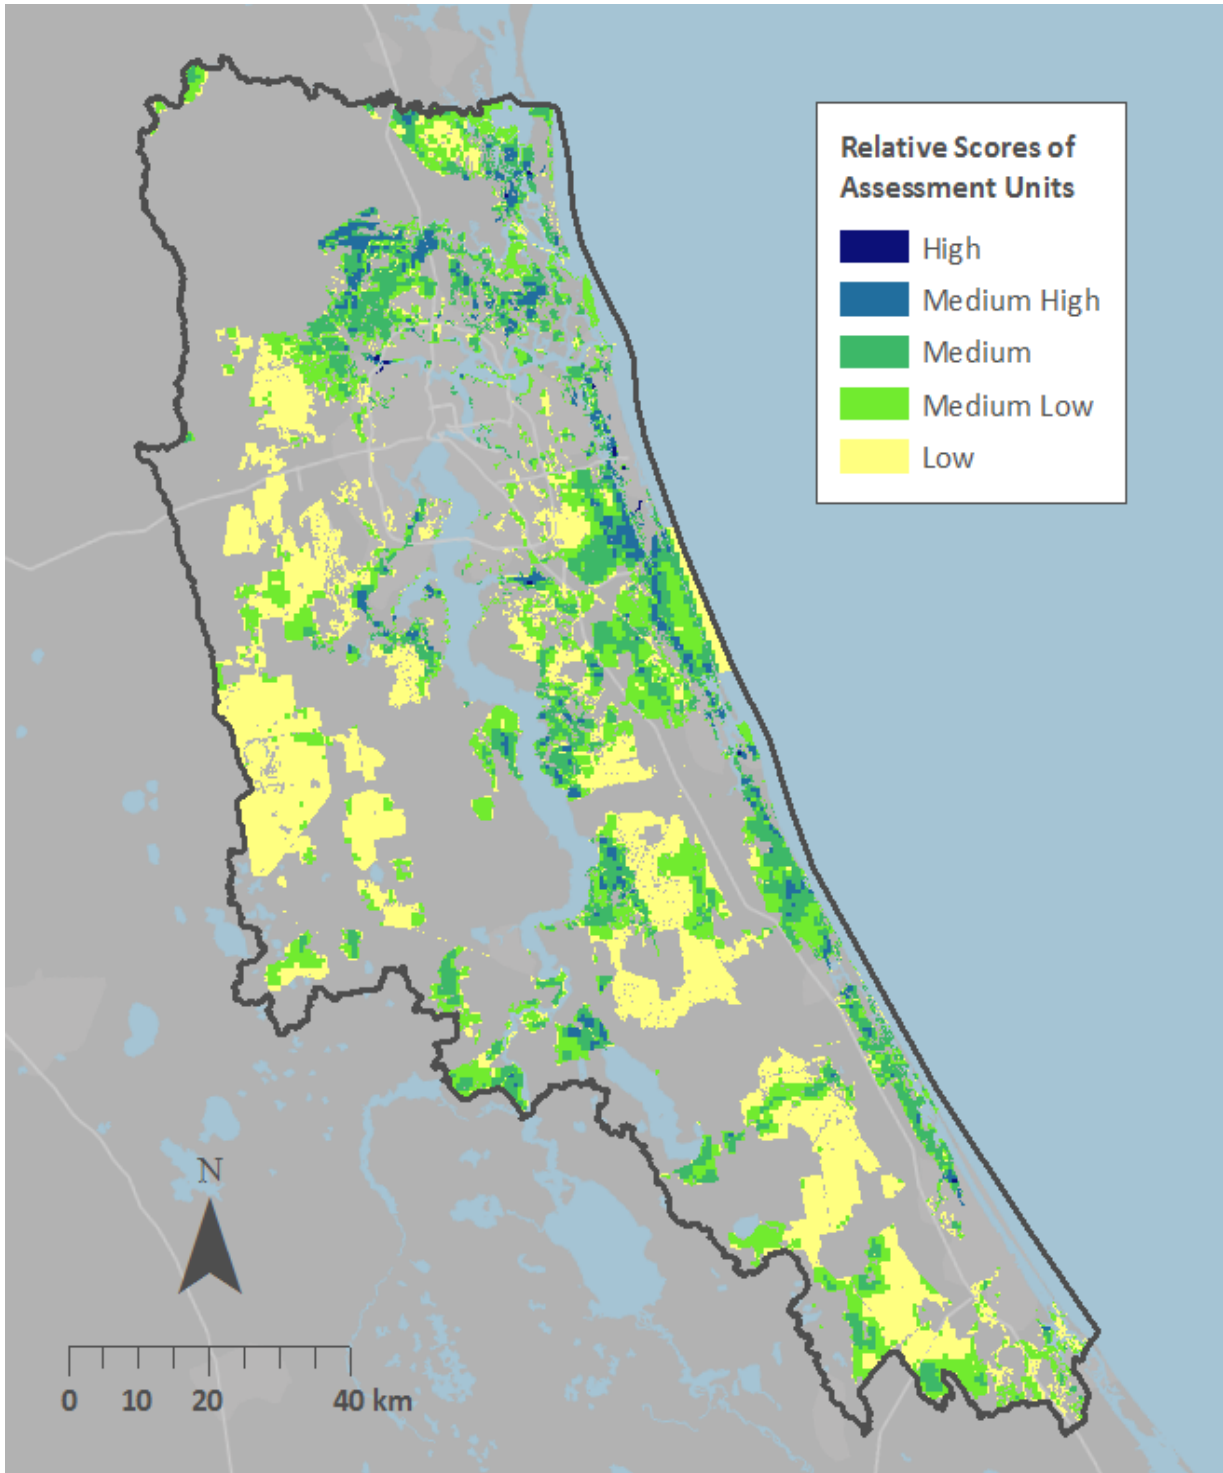 Relative Scores of
Assessment Units
High
Medium High
Medium
Medium Low
Low
N
0 10 20 40 km